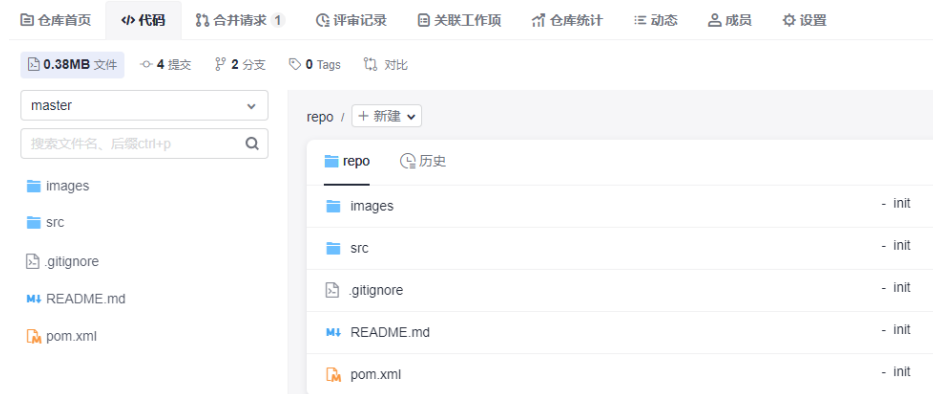 仓库首页 代码 合并请求 1 评审记录 关联工作项 仓库统计 动态 成员 设置
0.38MB 文件 4 提交 2 分支 0 Tags 对比
master
搜索文件名、后缀ctrl+p
images
src
.gitignore
README.md
pom.xml
repo / + 新建
repo 历史
images - init
src - init
.gitignore - init
README.md - init
pom.xml - init